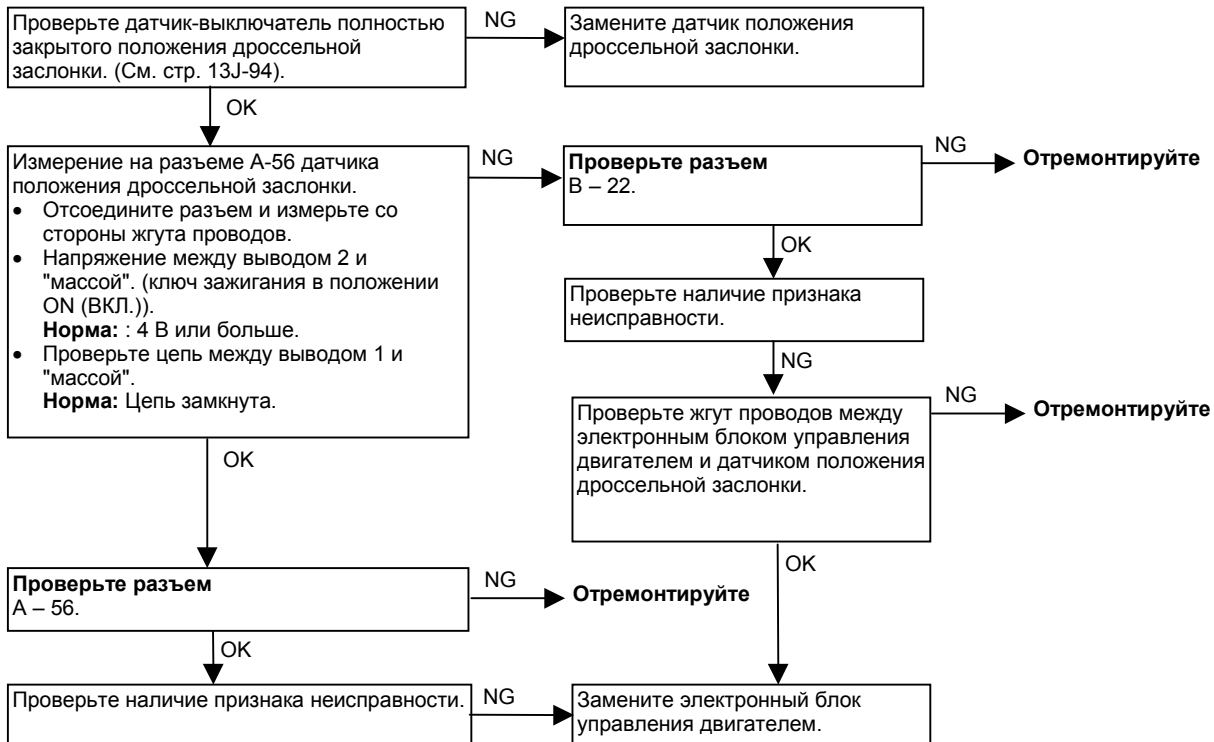 Проверьте датчик-выключатель полностью
закрытого положения дроссельной
заслонки. (См. стр. 13J-94).
NG
Замените датчик положения
дроссельной заслонки.
OK
Измерение на разъеме А-56 датчика
положения дроссельной заслонки.
• Отсоедините разъем и измерьте со
стороны жгута проводов.
• Напряжение между выводом 2 и
"массой". (ключ зажигания в положении
ON (ВКЛ.)).
Норма: : 4 В или больше.
• Проверьте цепь между выводом 1 и
"массой".
Норма: Цепь замкнута.
NG
Проверьте разъем
В – 22.
NG
Отремонтируйте
OK
Проверьте наличие признака
неисправности.
NG
Проверьте жгут проводов между
электронным блоком управления
двигателем и датчиком положения
дроссельной заслонки.
NG
Отремонтируйте
OK
OK
Проверьте разъем
А – 56.
NG
Отремонтируйте
OK
Проверьте наличие признака неисправности.
NG
Замените электронный блок
управления двигателем.